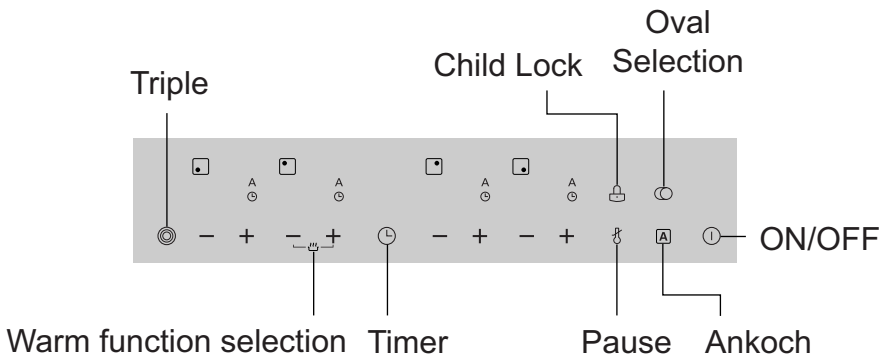 Oval
Selection
Child Lock
Triple
A A A A
− + − + − + − + A
ON/OFF
Warm function selection Timer Pause Ankoch